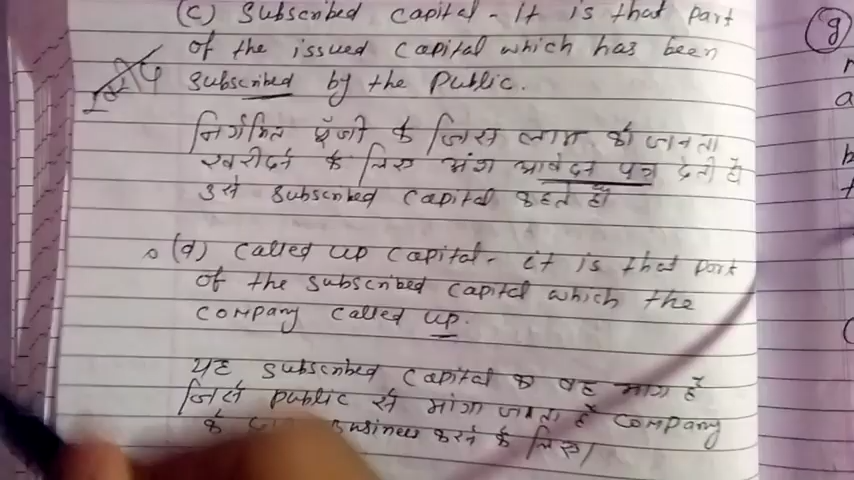 (c) Subscribed capital - it is that part
of the issued capital which has been
subscribed by the public.
निर्गमित पूँजी के जिस भाग को जनता
खरीदने के लिए आवेदन पत्र देती है
उसे subscribed capital कहते हैं
(d) called up capital - it is that part
of the subscribed capital which the
company called up.
यह subscribed capital का वह भाग है
जिसे public से मांगा जाता है company
के business करने के लिए।
g